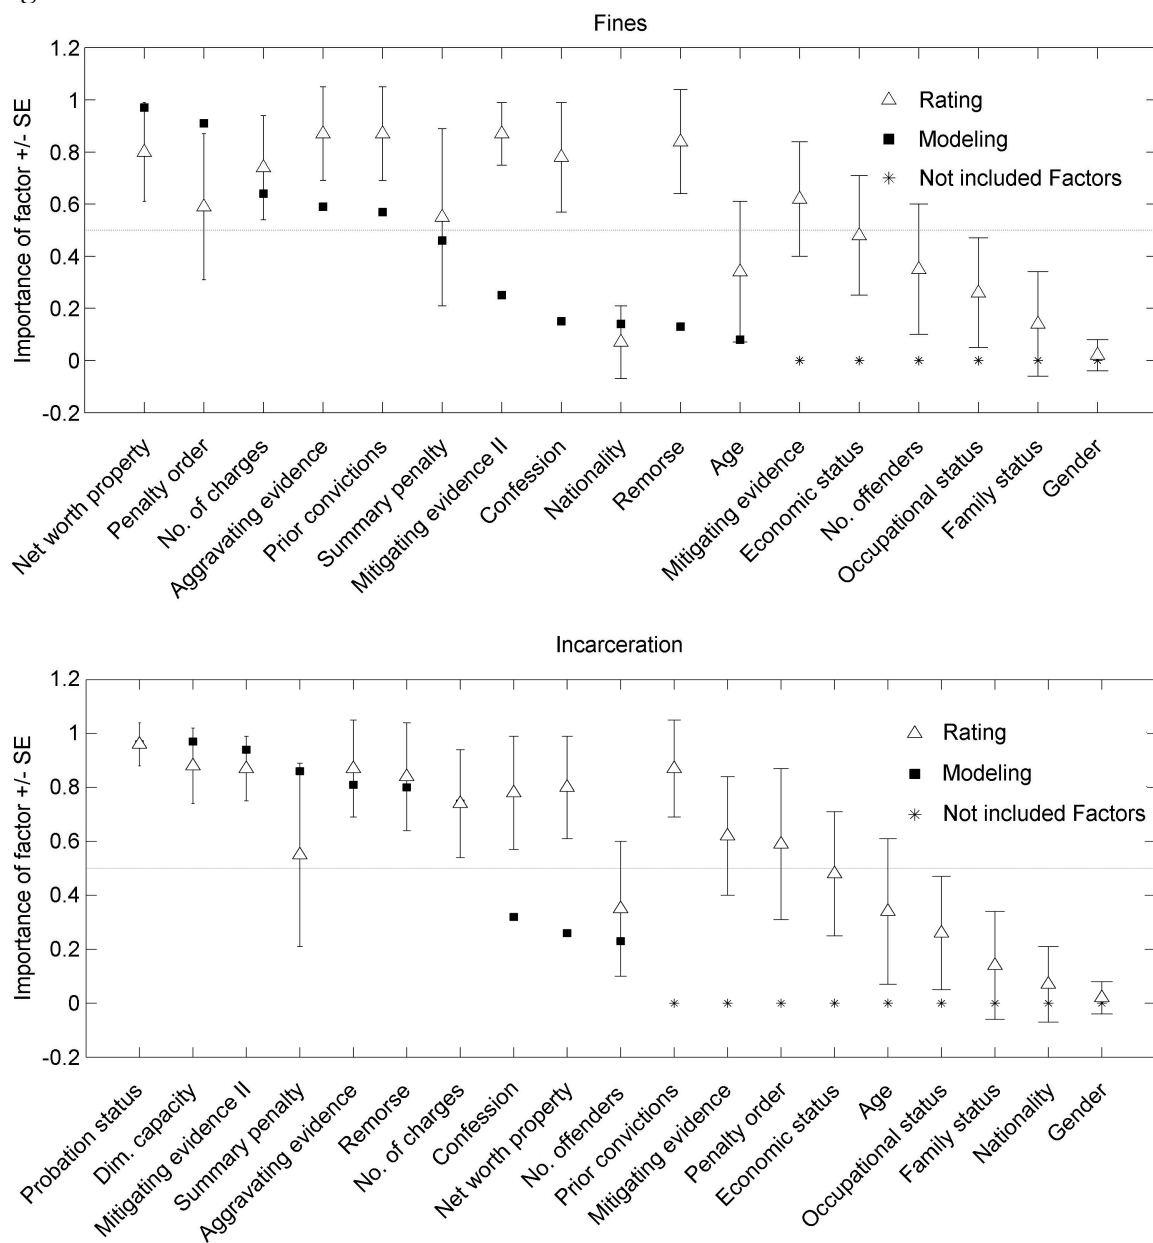 Fines
1.2
1
0.8
0.6
0.4
0.2
0
-0.2
Importance of factor +/- SE
Rating
Modeling
Not included Factors
Net worth property
Penalty order
No. of charges
Aggravating evidence
Prior convictions
Summary penalty
Mitigating evidence II
Confession
Nationality
Remorse
Age
Mitigating evidence
Economic status
No. offenders
Occupational status
Family status
Gender
Incarceration
1.2
1
0.8
0.6
0.4
0.2
0
-0.2
Importance of factor +/- SE
Rating
Modeling
Not included Factors
Probation status
Dim. capacity
Mitigating evidence II
Summary penalty
Aggravating evidence
Remorse
No. of charges
Confession
Net worth property
No. offenders
Prior convictions
Mitigating evidence
Penalty order
Economic status
Age
Occupational status
Family status
Nationality
Gender